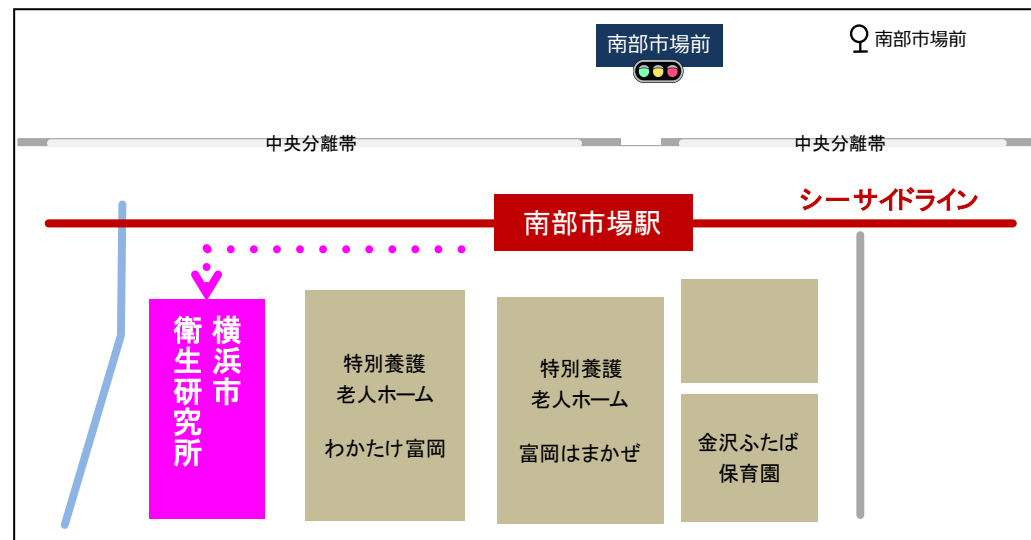 南部市場前
南部市場前
中央分離帯
中央分離帯
シーサイドライン
南部市場駅
横浜市
衛生研究所
特別養護
老人ホーム
わかたけ富岡
特別養護
老人ホーム
富岡はまかぜ
金沢ふたば
保育園